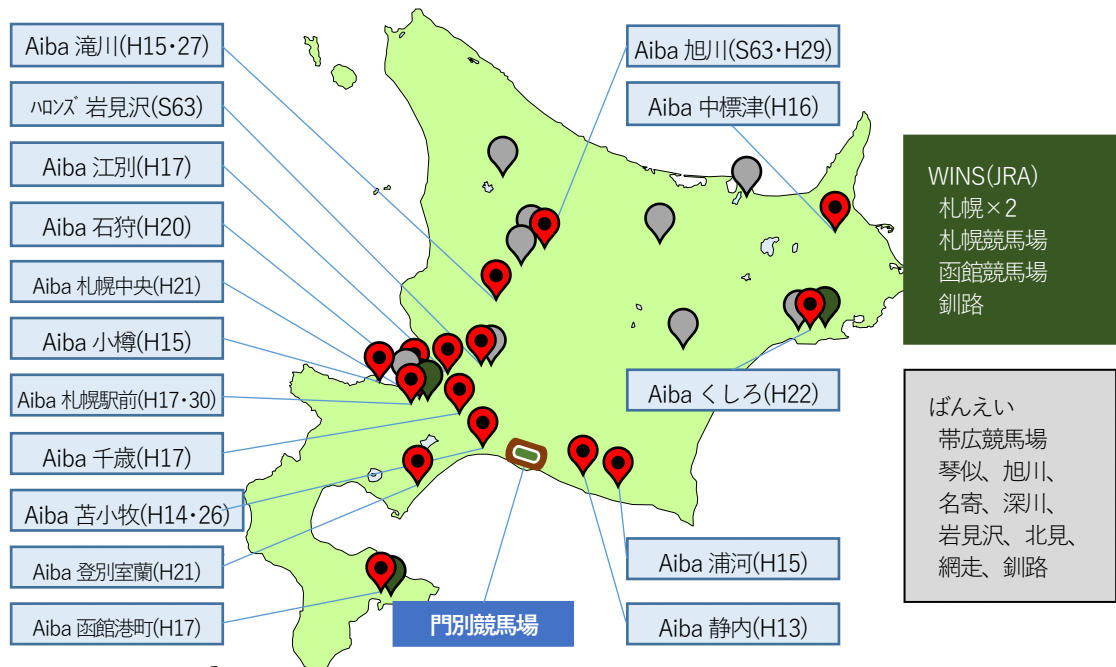 Aiba 滝川(H15・27)
ﾊﾛﾝｽﾞ 岩見沢(S63)
Aiba 江別(H17)
Aiba 石狩(H20)
Aiba 札幌中央(H21)
Aiba 小樽(H15)
Aiba 札幌駅前(H17・30)
Aiba 千歳(H17)
Aiba 苫小牧(H14・26)
Aiba 登別室蘭(H21)
Aiba 函館港町(H17)
門別競馬場
Aiba 旭川(S63・H29)
Aiba 中標津(H16)
Aiba くしろ(H22)
Aiba 浦河(H15)
Aiba 静内(H13)
WINS(JRA)
札幌×2
札幌競馬場
函館競馬場
釧路
ばんえい
帯広競馬場
琴似、旭川、
名寄、深川、
岩見沢、北見、
網走、釧路